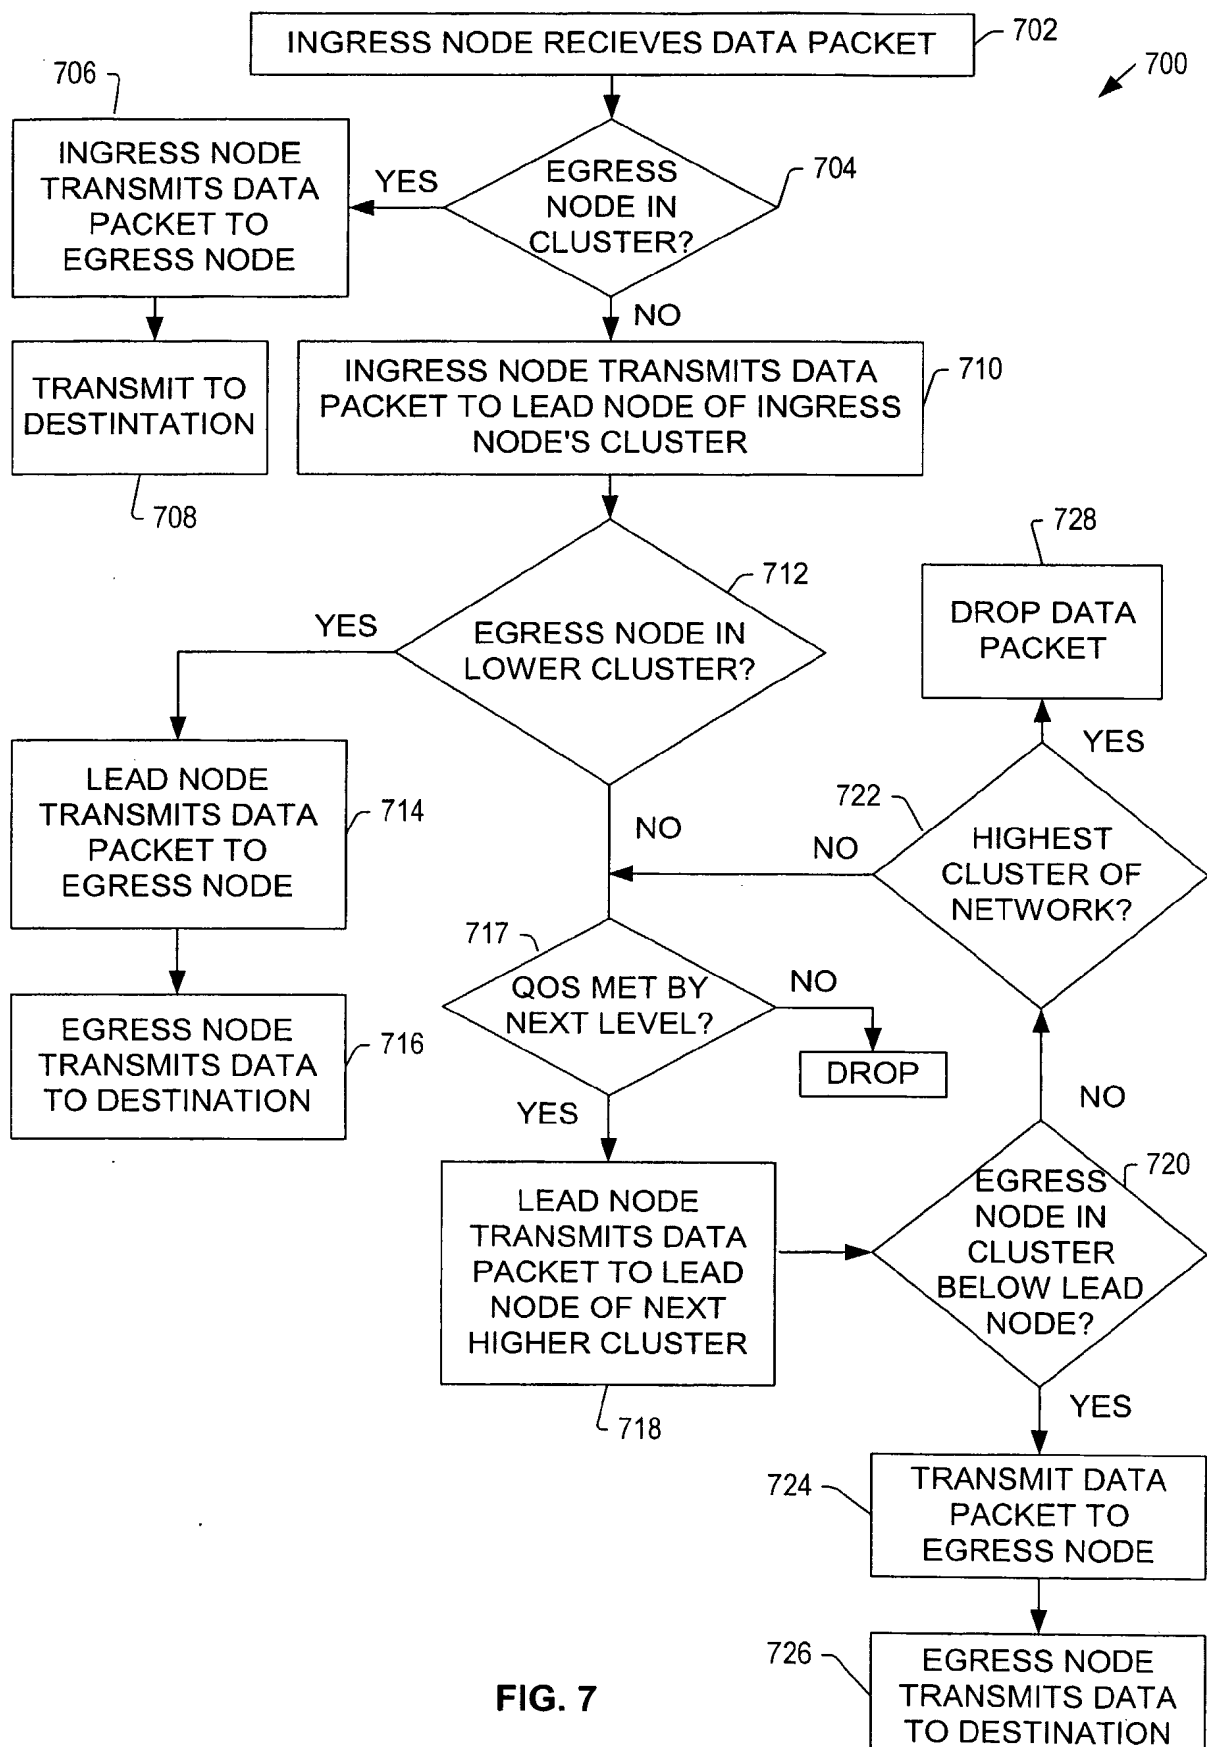 INGRESS NODE RECIEVES DATA PACKET
702
700
706
INGRESS NODE
TRANSMITS DATA
PACKET TO
EGRESS NODE
YES
EGRESS
NODE IN
CLUSTER?
704
NO
TRANSMIT TO
DESTINTATION
708
INGRESS NODE TRANSMITS DATA
PACKET TO LEAD NODE OF INGRESS
NODE'S CLUSTER
710
712
EGRESS NODE IN
LOWER CLUSTER?
YES
728
DROP DATA
PACKET
YES
LEAD NODE
TRANSMITS DATA
PACKET TO
EGRESS NODE
714
NO
722
HIGHEST
CLUSTER OF
NETWORK?
NO
717
QOS MET BY
NEXT LEVEL?
NO
DROP
EGRESS NODE
TRANSMITS DATA
TO DESTINATION
716
YES
NO
LEAD NODE
TRANSMITS DATA
PACKET TO LEAD
NODE OF NEXT
HIGHER CLUSTER
718
720
EGRESS
NODE IN
CLUSTER
BELOW LEAD
NODE?
YES
724
TRANSMIT DATA
PACKET TO
EGRESS NODE
726
EGRESS NODE
TRANSMITS DATA
TO DESTINATION
FIG. 7